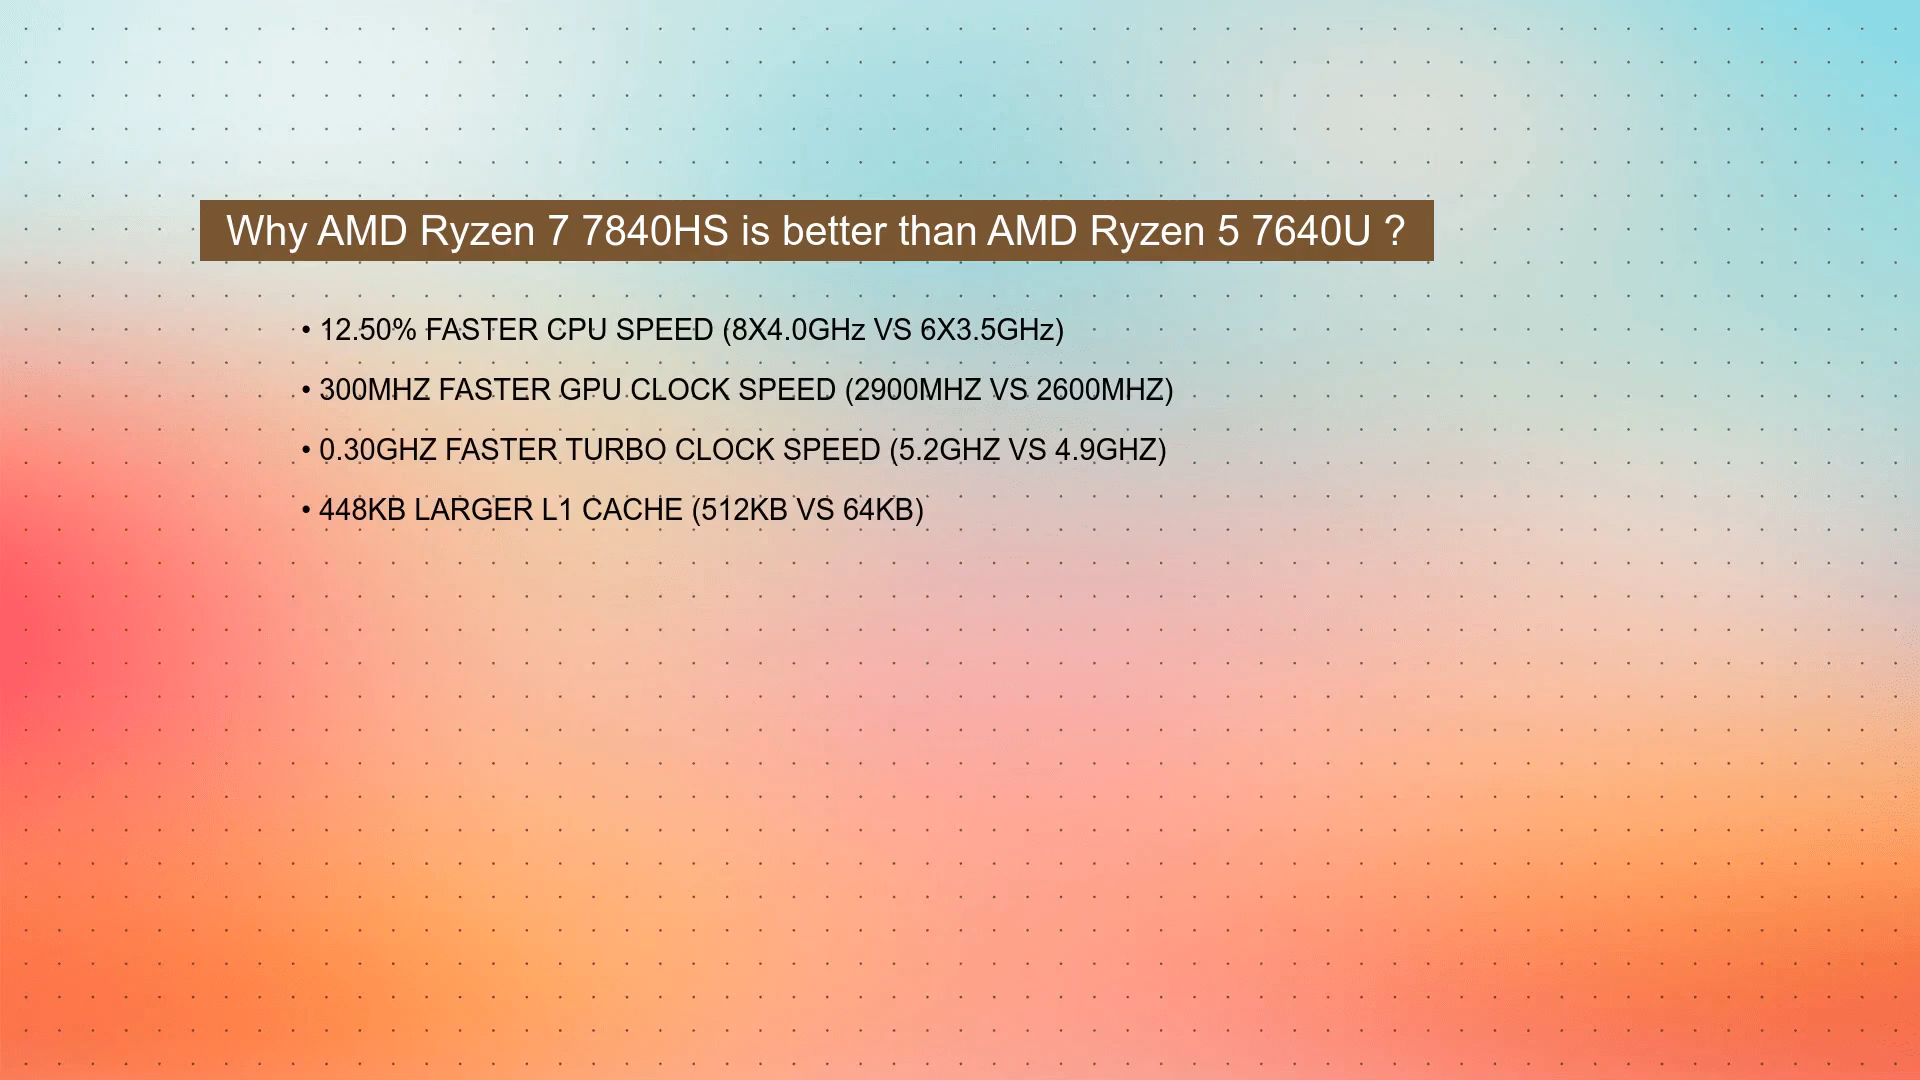 Why AMD Ryzen 7 7840HS is better than AMD Ryzen 5 7640U ?
• 12.50% FASTER CPU SPEED (8X4.0GHz VS 6X3.5GHz)
• 300MHZ FASTER GPU CLOCK SPEED (2900MHZ VS 2600MHZ)
• 0.30GHZ FASTER TURBO CLOCK SPEED (5.2GHZ VS 4.9GHZ)
• 448KB LARGER L1 CACHE (512KB VS 64KB)